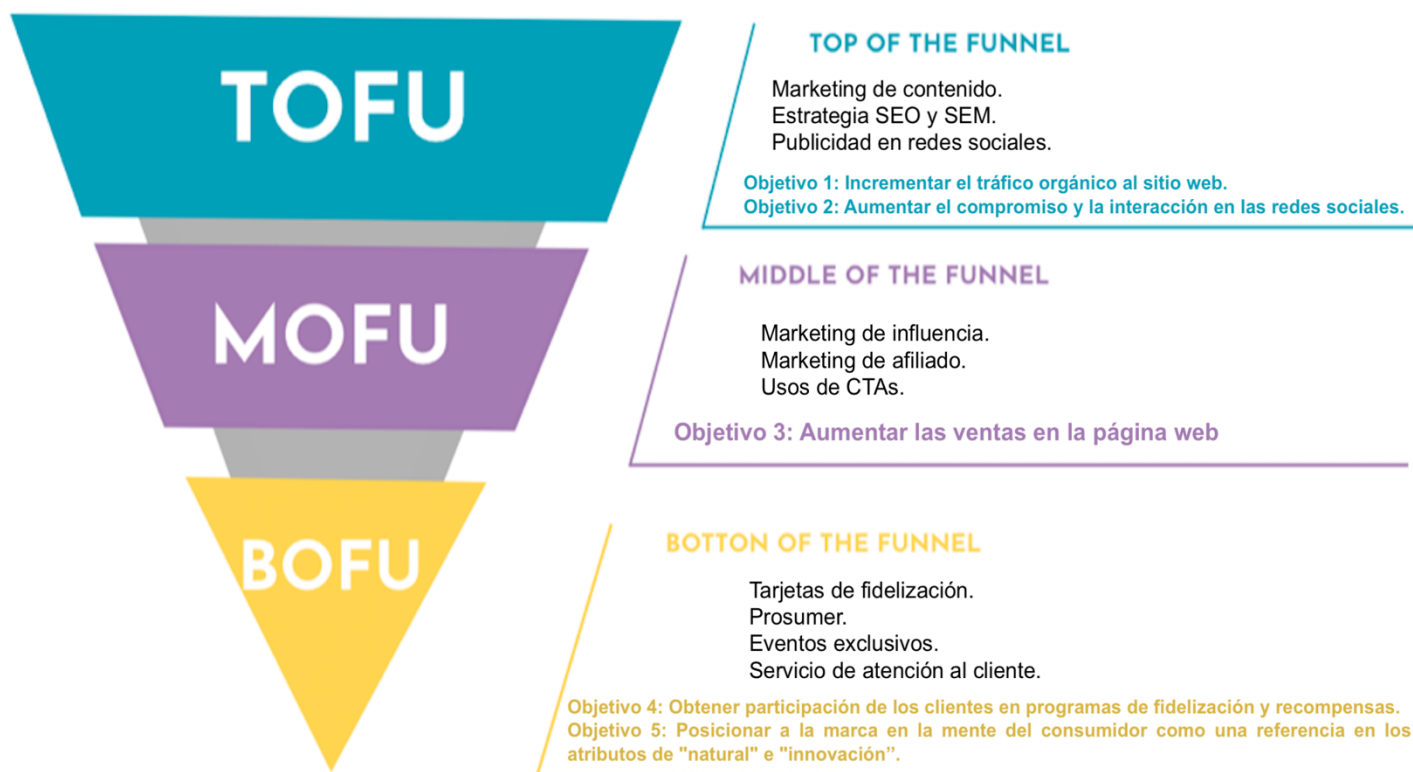 TOFU
TOP OF THE FUNNEL
Marketing de contenido.
Estrategia SEO y SEM.
Publicidad en redes sociales.
Objetivo 1: Incrementar el tráfico orgánico al sitio web.
Objetivo 2: Aumentar el compromiso y la interacción en las redes sociales.
MOFU
MIDDLE OF THE FUNNEL
Marketing de influencia.
Marketing de afiliado.
Usos de CTAs.
Objetivo 3: Aumentar las ventas en la página web
BOFU
BOTTON OF THE FUNNEL
Tarjetas de fidelización.
Prosumer.
Eventos exclusivos.
Servicio de atención al cliente.
Objetivo 4: Obtener participación de los clientes en programas de fidelización y recompensas.
Objetivo 5: Posicionar a la marca en la mente del consumidor como una referencia en los
atributos de "natural" e "innovación”.